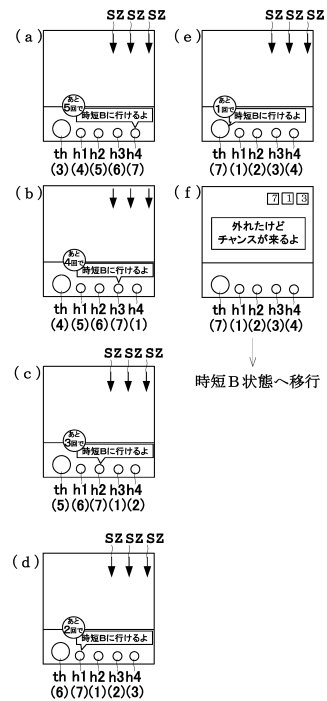 (a)
SZ SZ SZ
あと
5回で
時短Bに行けるよ
th h1 h2 h3 h4
(3) (4) (5) (6) (7)
(b)
あと
4回で
時短Bに行けるよ
th h1 h2 h3 h4
(4) (5) (6) (7) (1)
(c)
SZ SZ SZ
あと
3回で
時短Bに行けるよ
th h1 h2 h3 h4
(5) (6) (7) (1) (2)
(d)
SZ SZ SZ
あと
2回で
時短Bに行けるよ
th h1 h2 h3 h4
(6) (7) (1) (2) (3)
(e)
SZ SZ SZ
あと
1回で
時短Bに行けるよ
th h1 h2 h3 h4
(7) (1) (2) (3) (4)
(f)
7 1 3
外れたけど
チャンスが来るよ
th h1 h2 h3 h4
(7) (1) (2) (3) (4)
時短B状態へ移行